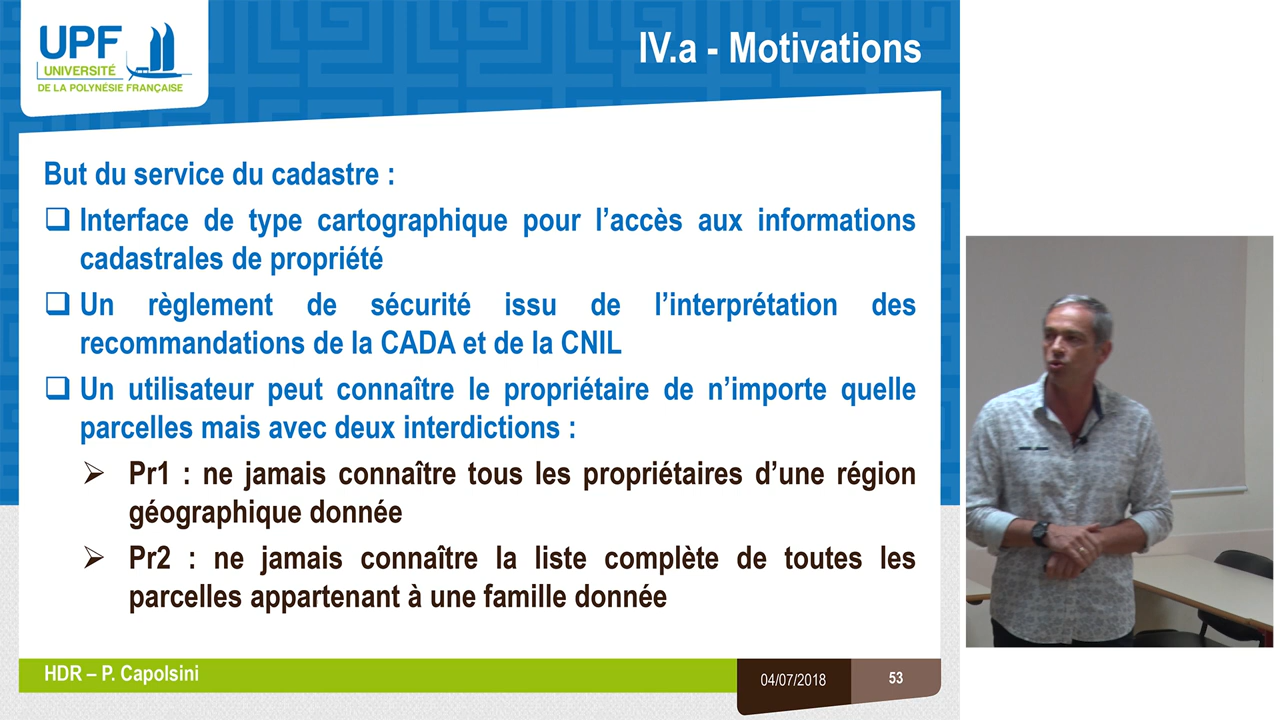 UPF
UNIVERSITÉ
DE LA POLYNÉSIE FRANÇAISE
IV.a - Motivations
But du service du cadastre :
Interface de type cartographique pour l’accès aux informations
cadastrales de propriété
Un règlement de sécurité issu de l’interprétation des
recommandations de la CADA et de la CNIL
Un utilisateur peut connaître le propriétaire de n’importe quelle
parcelles mais avec deux interdictions :
Pr1 : ne jamais connaître tous les propriétaires d’une région
géographique donnée
Pr2 : ne jamais connaître la liste complète de toutes les
parcelles appartenant à une famille donnée
HDR – P. Capolsini
04/07/2018
53